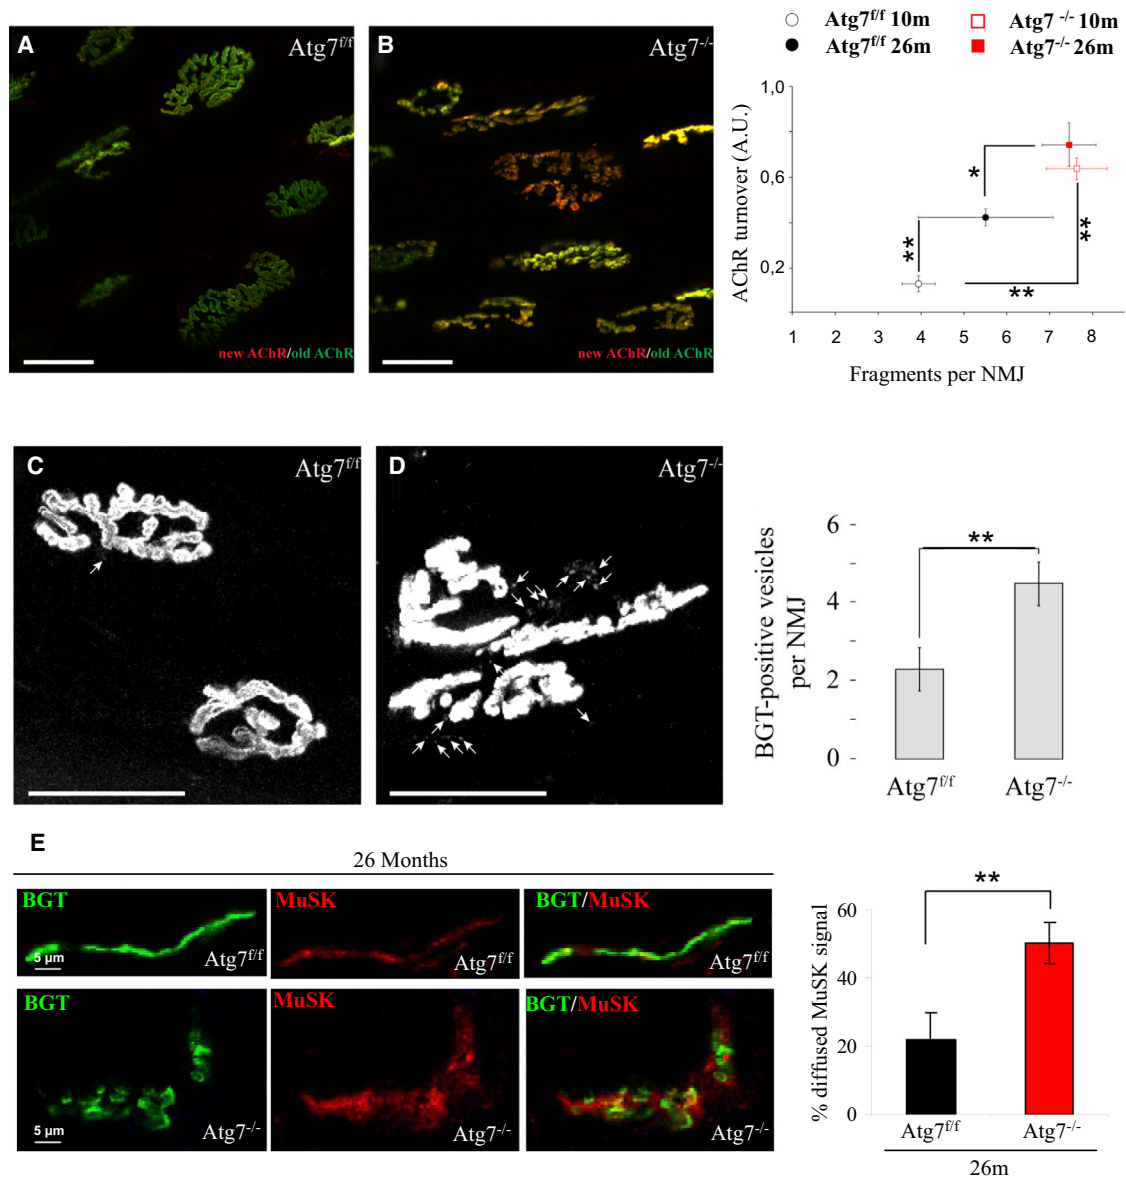 Atg7f/f 10m
Atg7 -/- 10m
Atg7f/f 26m
Atg7-/- 26m
A
Atg7f/f
new AChR/old AChR
B
Atg7-/-
new AChR/old AChR
AChR turnover (A.U.)
1,0
0,6
0,2
*
**
**
**
1 2 3 4 5 6 7 8
Fragments per NMJ
C
Atg7f/f
D
Atg7-/-
BGT-positive vesicles
per NMJ
6
4
2
0
**
Atg7f/f
Atg7-/-
E
26 Months
BGT
5 µm
Atg7f/f
MuSK
Atg7f/f
BGT/MuSK
Atg7f/f
BGT
5 µm
Atg7-/-
MuSK
Atg7-/-
BGT/MuSK
Atg7-/-
% diffused MuSK signal
60
40
20
0
**
Atg7f/f
Atg7-/-
26m